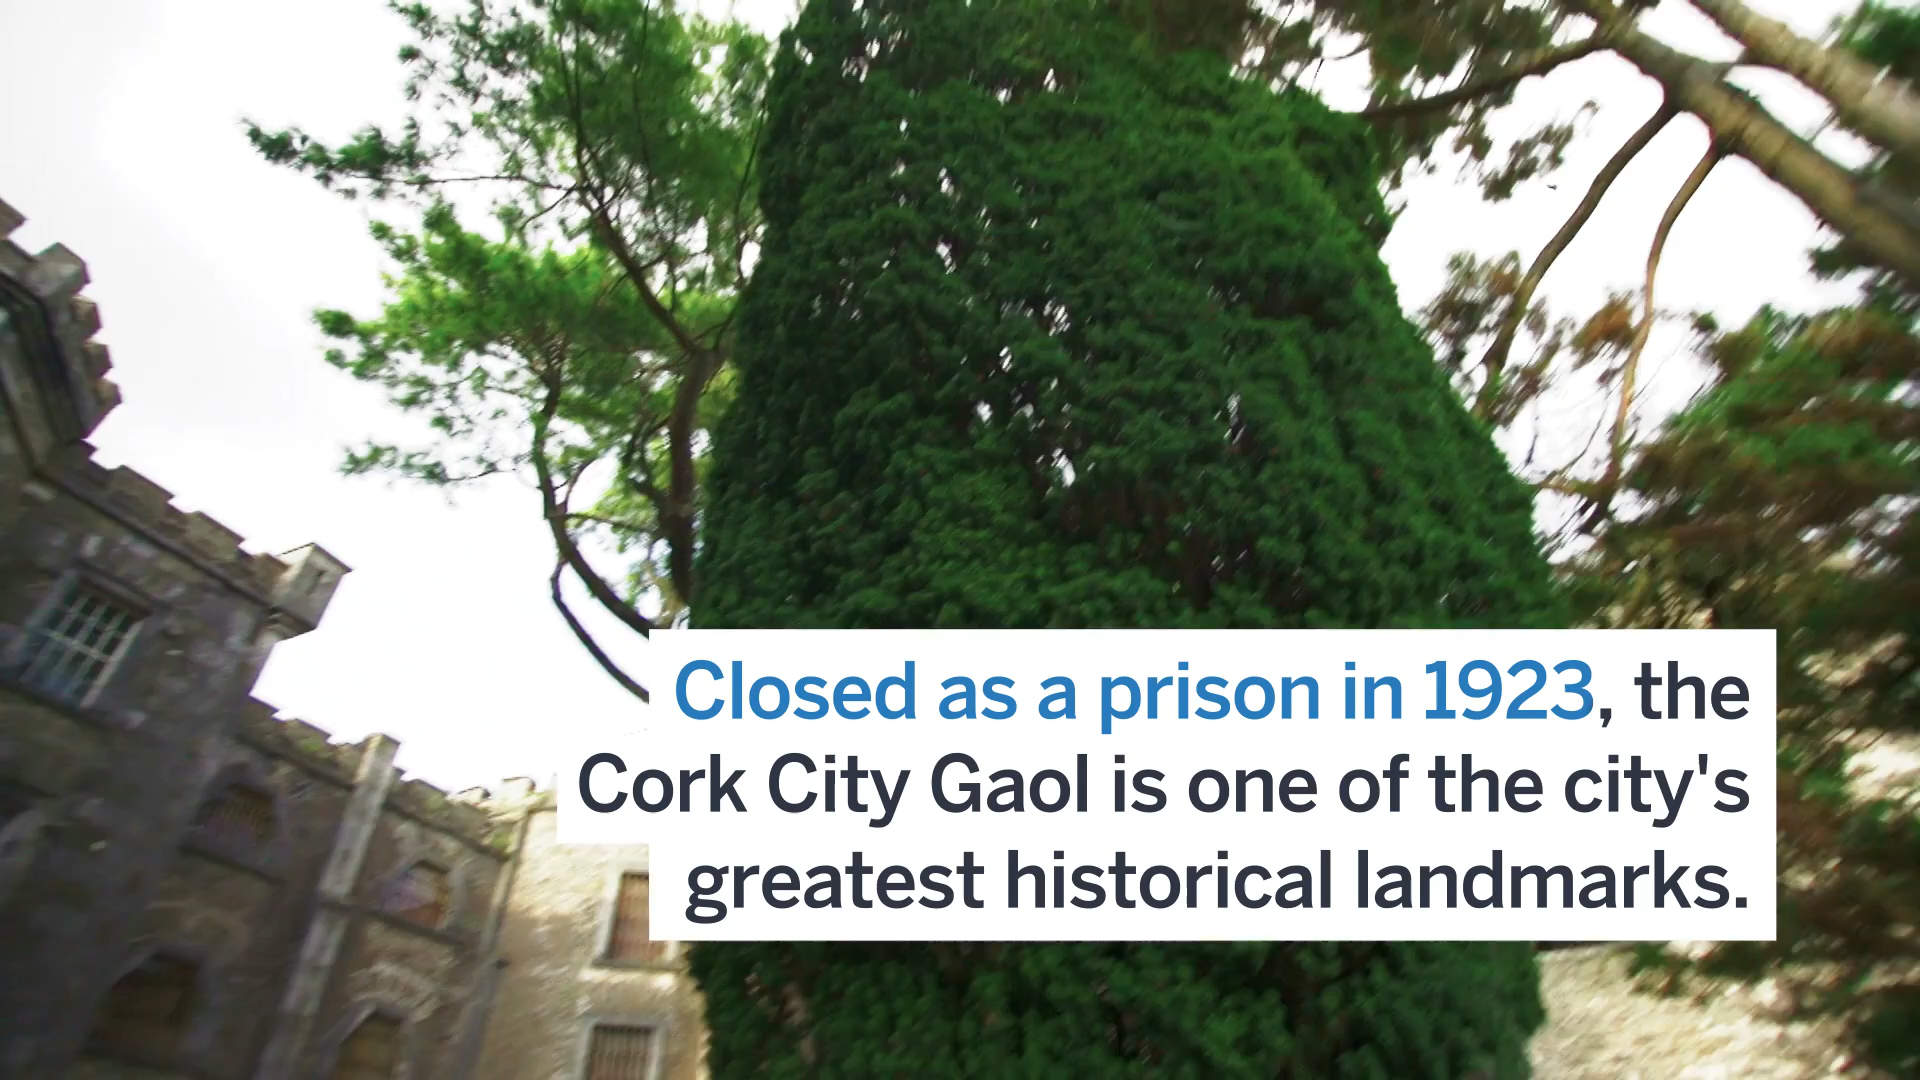 Closed as a prison in 1923, the
Cork City Gaol is one of the city's
greatest historical landmarks.